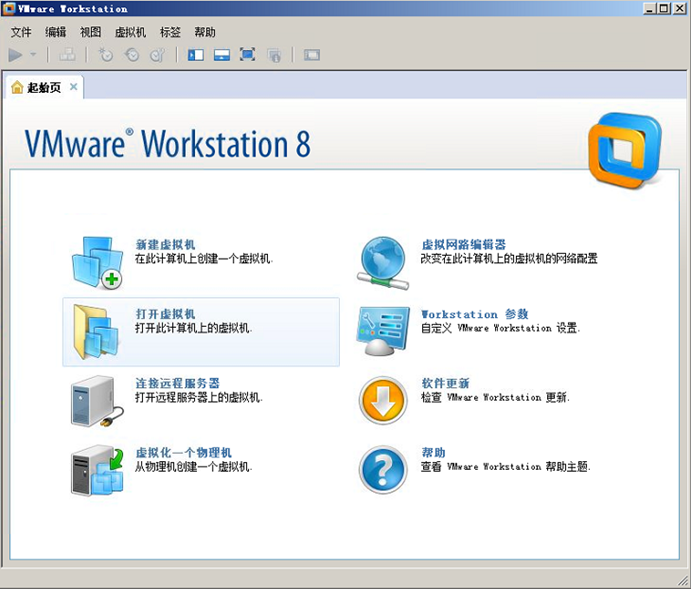 VMware Workstation
文件 编辑 视图 虚拟机 标签 帮助
起始页
VMware® Workstation 8
新建虚拟机
在此计算机上创建一个虚拟机.
打开虚拟机
打开此计算机上的虚拟机.
连接远程服务器
打开远程服务器上的虚拟机.
虚拟化一个物理机
从物理机创建一个虚拟机.
虚拟网路编辑器
改变在此计算机上的虚拟机的网络配置
Workstation 参数
自定义 VMware Workstation 设置.
软件更新
检查 VMware Workstation 更新.
帮助
查看 VMware Workstation 帮助主题.